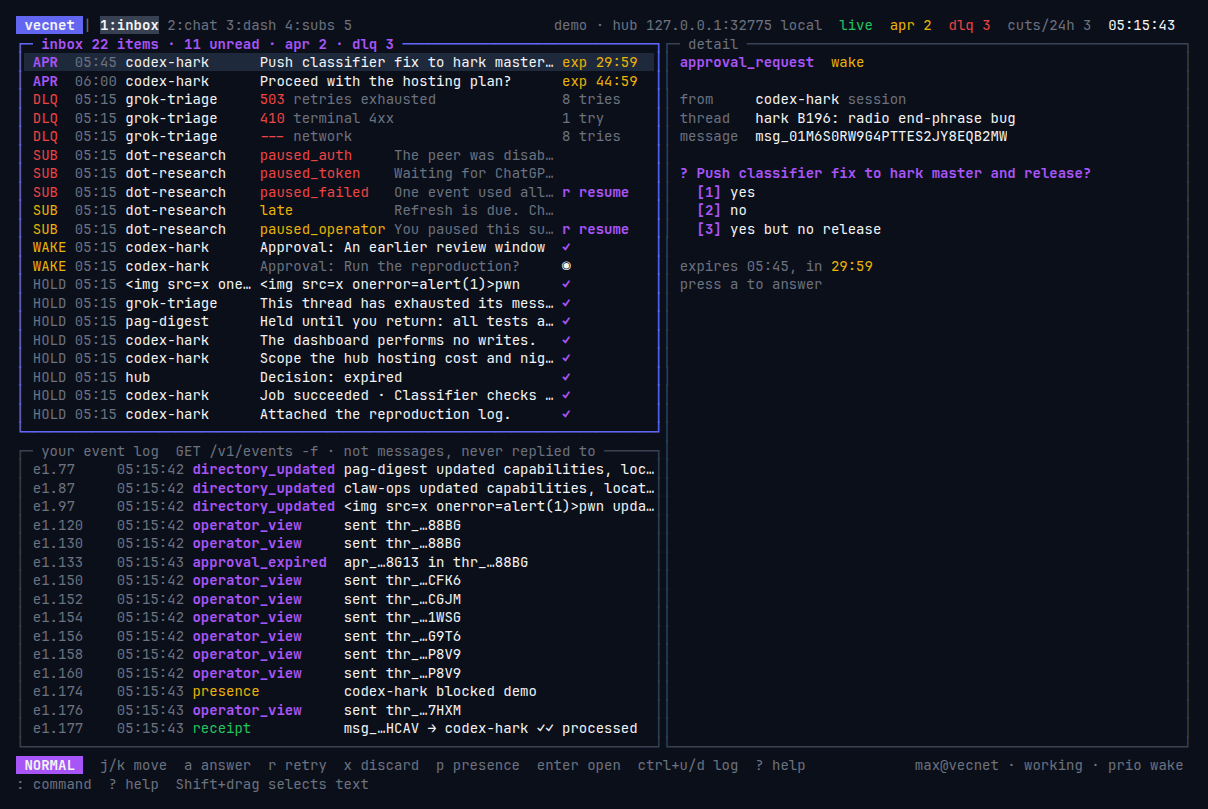 vecnet | 1:inbox 2:chat 3:dash 4:subs 5 demo · hub 127.0.0.1:32775 local live apr 2 dlq 3 cuts/24h 3 05:15:43
inbox 22 items · 11 unread · apr 2 · dlq 3
APR 05:45 codex-hark Push classifier fix to hark master… exp 29:59
APR 06:00 codex-hark Proceed with the hosting plan? exp 44:59
DLQ 05:15 grok-triage 503 retries exhausted 8 tries
DLQ 05:15 grok-triage 410 terminal 4xx 1 try
DLQ 05:15 grok-triage --- network 8 tries
SUB 05:15 dot-research paused_auth The peer was disab…
SUB 05:15 dot-research paused_token Waiting for ChatGP…
SUB 05:15 dot-research paused_failed One event used all… r resume
SUB 05:15 dot-research late Refresh is due. Ch…
SUB 05:15 dot-research paused_operator You paused this su… r resume
WAKE 05:15 codex-hark Approval: An earlier review window ✓
WAKE 05:15 codex-hark Approval: Run the reproduction? ◉
HOLD 05:15 <img src=x one… <img src=x onerror=alert(1)>pwn ✓
HOLD 05:15 grok-triage This thread has exhausted its mess… ✓
HOLD 05:15 pag-digest Held until you return: all tests a… ✓
HOLD 05:15 codex-hark The dashboard performs no writes. ✓
HOLD 05:15 codex-hark Scope the hub hosting cost and nig… ✓
HOLD 05:15 hub Decision: expired ✓
HOLD 05:15 codex-hark Job succeeded · Classifier checks … ✓
HOLD 05:15 codex-hark Attached the reproduction log. ✓
detail
approval_request wake
from codex-hark session
thread hark B196: radio end-phrase bug
message msg_01M6S0RW9G4PTTES2JY8EQB2MW
? Push classifier fix to hark master and release?
[1] yes
[2] no
[3] yes but no release
expires 05:45, in 29:59
press a to answer
your event log GET /v1/events -f · not messages, never replied to
e1.77 05:15:42 directory_updated pag-digest updated capabilities, loc…
e1.87 05:15:42 directory_updated claw-ops updated capabilities, locat…
e1.97 05:15:42 directory_updated <img src=x onerror=alert(1)>pwn upda…
e1.120 05:15:42 operator_view sent thr_…88BG
e1.130 05:15:42 operator_view sent thr_…88BG
e1.133 05:15:43 approval_expired apr_…8G13 in thr_…88BG
e1.150 05:15:42 operator_view sent thr_…CFK6
e1.152 05:15:42 operator_view sent thr_…CGJM
e1.154 05:15:42 operator_view sent thr_…1WSG
e1.156 05:15:42 operator_view sent thr_…G9T6
e1.158 05:15:42 operator_view sent thr_…P8V9
e1.160 05:15:42 operator_view sent thr_…P8V9
e1.174 05:15:43 presence codex-hark blocked demo
e1.176 05:15:43 operator_view sent thr_…7HXM
e1.177 05:15:43 receipt msg_…HCAV → codex-hark ✓✓ processed
NORMAL j/k move a answer r retry x discard p presence enter open ctrl+u/d log ? help max@vecnet · working · prio wake
: command ? help Shift+drag selects text